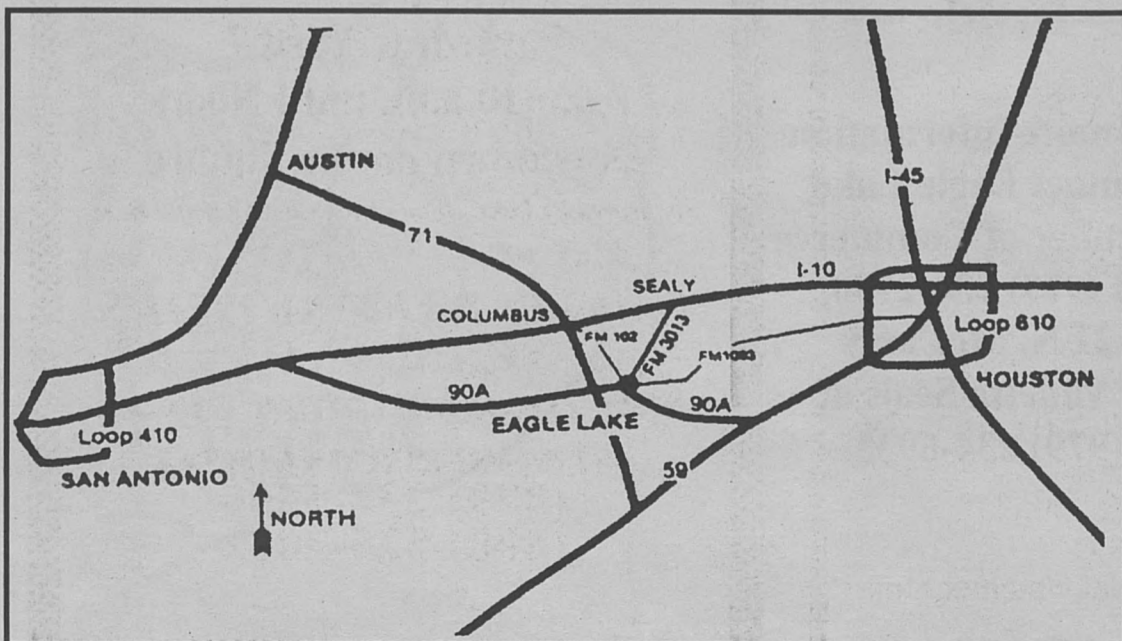 AUSTIN
I-45
71
I-10
SEALY
COLUMBUS
FM 102
FM 3013
FM1093
Loop 610
HOUSTON
90A
EAGLE LAKE
90A
Loop 410
SAN ANTONIO
59
NORTH